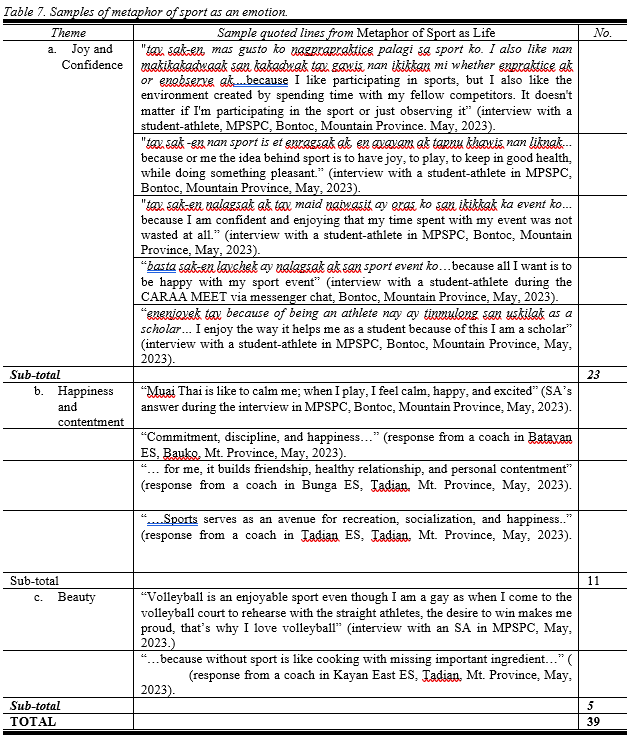 Table 7. Samples of metaphor of sport as an emotion.
Theme Sample quoted lines from Metaphor of Sport as Life No.
a. Joy and Confidence
"tay sak-en, mas gusto ko nagprapraktice palagi sa sport ko. I also like nan
makikakadwaak san kakadwak tay gawis nan ikikkan mi whether enpractice ak
or enobserve ak....because I like participating in sports, but I also like the
environment created by spending time with my fellow competitors. It doesn't
matter if I'm participating in the sport or just observing it” (interview with a
student-athlete, MPSPC, Bontoc, Mountain Province. May, 2023).
"tay sak -en nan sport is et enragsak ak, en ayayam ak tapnu khawis nan liknak...
because or me the idea behind sport is to have joy, to play, to keep in good health,
while doing something pleasant.” (interview with a student-athlete in MPSPC,
Bontoc, Mountain Province, May, 2023).
"tay sak-en nalagsak ak tay maid naiwasit ay oras ko san ikikkak ka event ko...
because I am confident and enjoying that my time spent with my event was not
wasted at all.” (interview with a student-athlete in MPSPC, Bontoc, Mountain
Province, May, 2023).
“basta sak-en laychek ay nalagsak ak san sport event ko…because all I want is to
be happy with my sport event” (interview with a student-athlete during the
CARAA MEET via messenger chat, Bontoc, Mountain Province, May, 2023).
“enenjoyek tay because of being an athlete nay ay tinmulong san uskilak as a
scholar… I enjoy the way it helps me as a student because of this I am a scholar”
(interview with a student-athlete in MPSPC, Bontoc, Mountain Province, May,
2023).
Sub-total 23
b. Happiness and contentment
“Muai Thai is like to calm me; when I play, I feel calm, happy, and excited” (SA’s
answer during the interview in MPSPC, Bontoc, Mountain Province, May, 2023).
“Commitment, discipline, and happiness…” (response from a coach in Batayan
ES, Bauko, Mt. Province, May, 2023).
“… for me, it builds friendship, healthy relationship, and personal contentment”
(response from a coach in Bunga ES, Tadian, Mt. Province, May, 2023).
“….Sports serves as an avenue for recreation, socialization, and happiness..”
(response from a coach in Tadian ES, Tadian, Mt. Province, May, 2023).
Sub-total 11
c. Beauty
“Volleyball is an enjoyable sport even though I am a gay as when I come to the
volleyball court to rehearse with the straight athletes, the desire to win makes me
proud, that’s why I love volleyball” (interview with an SA in MPSPC, May,
2023.)
“…because without sport is like cooking with missing important ingredient…” (
(response from a coach in Kayan East ES, Tadian, Mt. Province, May,
2023).
Sub-total 5
TOTAL 39